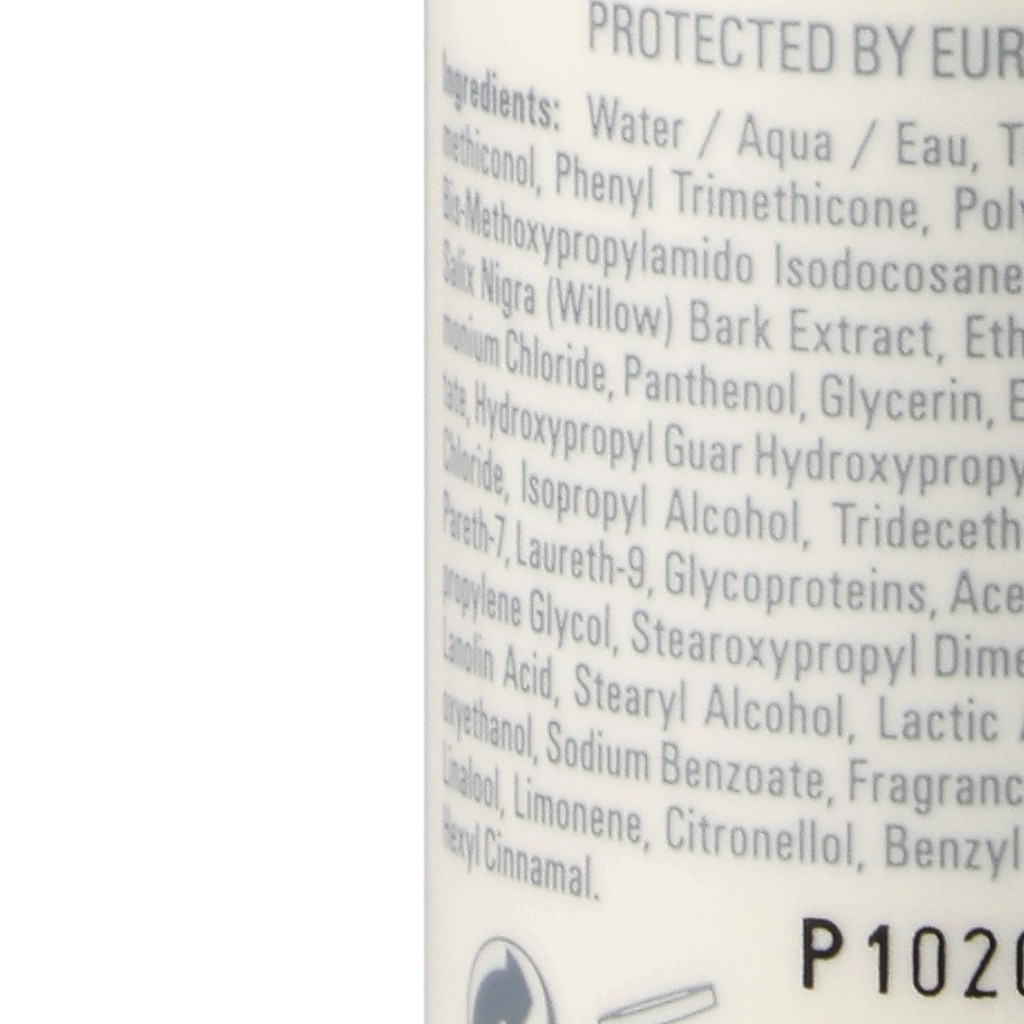 PROTECTED BY EUR
Ingredients: Water / Aqua / Eau, T
methiconol, Phenyl Trimethicone, Poly
Bis-Methoxypropylamido Isodocosane
Salix Nigra (Willow) Bark Extract, Eth
monium Chloride, Panthenol, Glycerin, E
tate, Hydroxypropyl Guar Hydroxypropy
Chloride, Isopropyl Alcohol, Trideceth
Pareth-7, Laureth-9, Glycoproteins, Ace
propylene Glycol, Stearoxypropyl Dime
Lanolin Acid, Stearyl Alcohol, Lactic
oxyethanol, Sodium Benzoate, Fragranc
Linalool, Limonene, Citronellol, Benzyl
Hexyl Cinnamal.
P1020